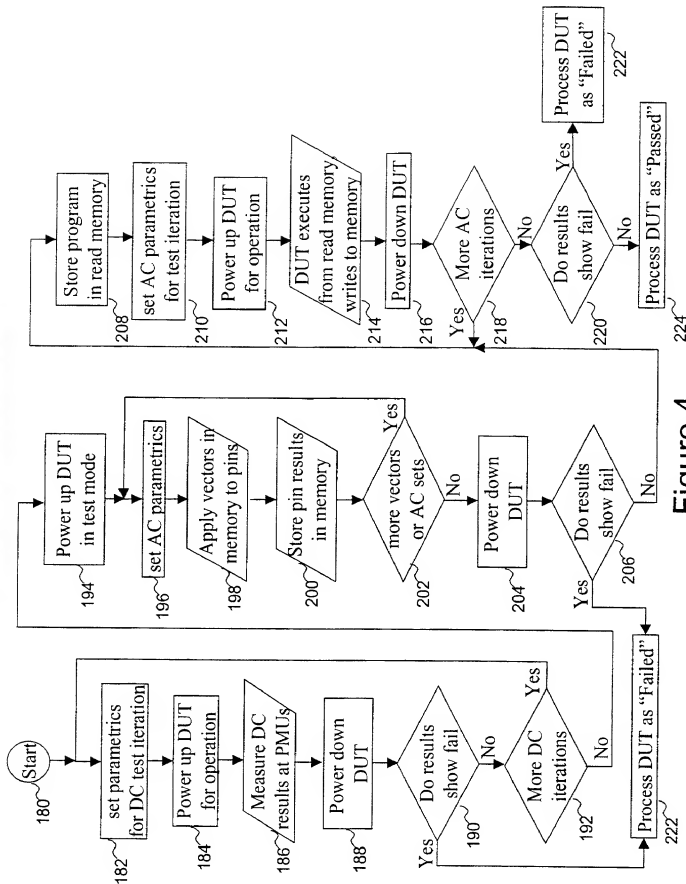 Start
180
set parametrics
for DC test iteration
182
Power up DUT
for operation
184
Measure DC
results at PMUs
186
Power down
DUT
188
Do results
show fail
190
Yes
No
More DC
iterations
192
Yes
No
Process DUT as "Failed"
222
Power up DUT
in test mode
194
set AC parametrics
196
Apply vectors in
memory to pins
198
Store pin results
in memory
200
more vectors
or AC sets
202
Yes
No
Power down
DUT
204
Do results
show fail
206
Yes
No
Store program
in read memory
208
set AC parametrics
for test iteration
210
Power up DUT
for operation
212
DUT executes
from read memory,
writes to memory
214
Power down DUT
216
More AC
iterations
218
Yes
No
Do results
show fail
220
Yes
No
Process DUT
as "Failed"
222
Process DUT as "Passed"
224
Figure 4